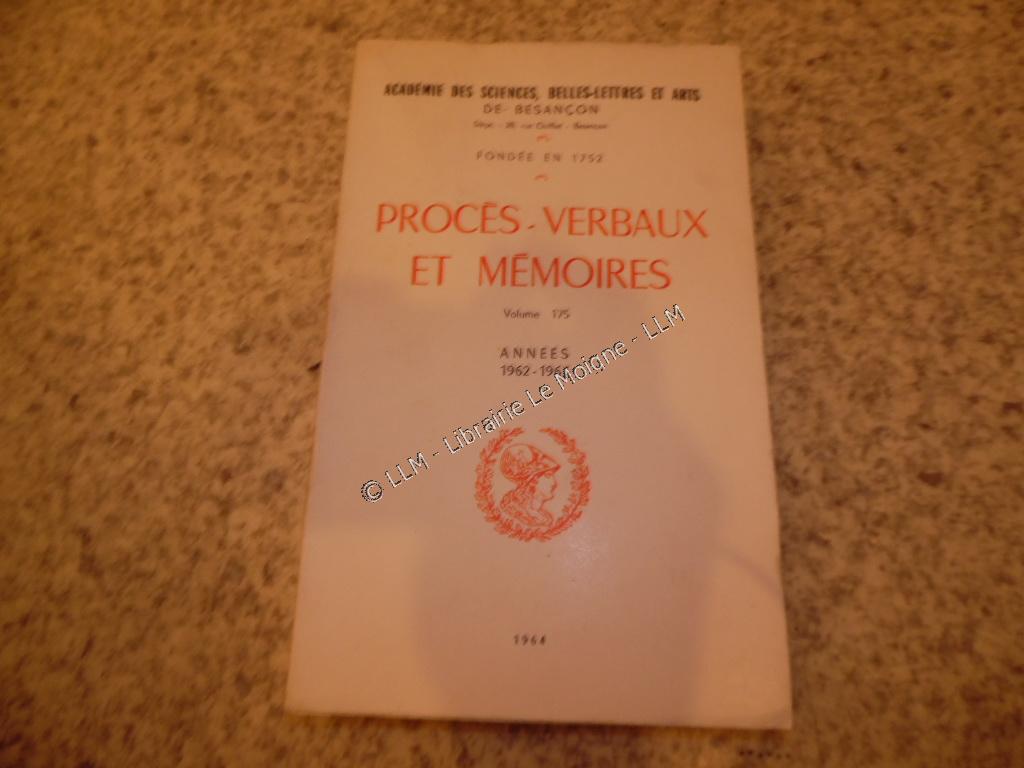 ACADÉMIE DES SCIENCES, BELLES-LETTRES ET ARTS
DE BESANÇON
FONDÉE EN 1752
PROCÈS-VERBAUX
ET MÉMOIRES
Volume 175
ANNÉES
1962 -
© LLM - Librairie Le Moigne - LLM
1964